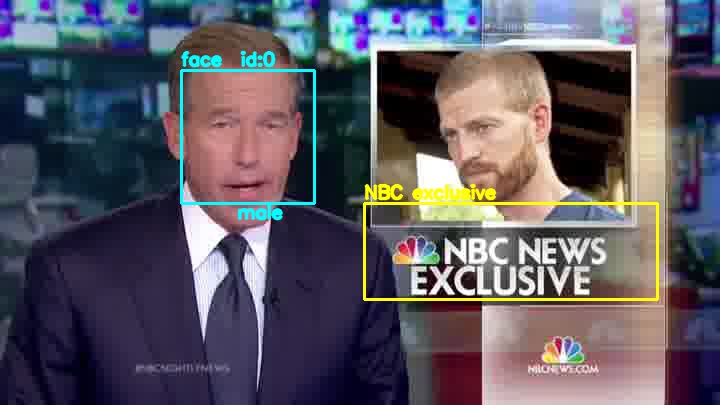 face id:0
male
NBC exclusive
NBC NEWS
EXCLUSIVE
@NBCNIGHTLYNEWS
NBCNEWS.COM